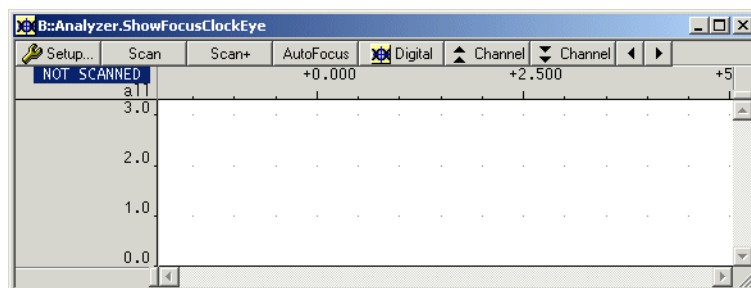 B::Analyzer.ShowFocusClockEye
Setup... Scan Scan+ AutoFocus Digital Channel Channel
NOT SCANNED +0.000 +2.500 +5
all
3.0
2.0
1.0
0.0